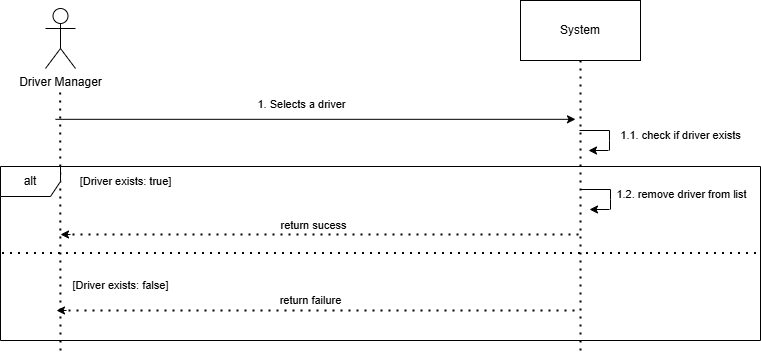 System
Driver Manager
1. Selects a driver
1.1. check if driver exists
alt
[Driver exists: true]
1.2. remove driver from list
return sucess
[Driver exists: false]
return failure